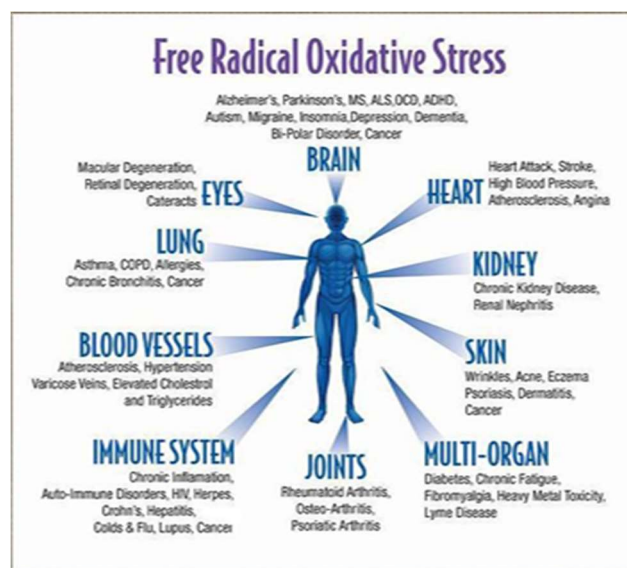 Free Radical Oxidative Stress
Alzheimer's, Parkinson's, MS, ALS,OCD, ADHD,
Autism, Migraine, Insomnia,Depression, Dementia,
Bi-Polar Disorder, Cancer
BRAIN
Macular Degeneration,
Retinal Degeneration,
Cateracts
EYES
HEART
Heart Attack, Stroke,
High Blood Pressure,
Atherosclerosis, Angina
LUNG
Asthma, COPD, Allergies,
Chronic Bronchitis, Cancer
KIDNEY
Chronic Kidney Disease,
Renal Nephritis
BLOOD VESSELS
Atherosclerosis, Hypertension
Varicose Veins, Elevated Cholestrol
and Triglycerides
SKIN
Wrinkles, Acne, Eczema
Psoriasis, Dermatitis,
Cancer
IMMUNE SYSTEM
Chronic Inflamation,
Auto-Immune Disorders, HIV, Herpes,
Crohn's, Hepatitis,
Colds & Flu, Lupus, Cancer
JOINTS
Rheumatoid Arthritis,
Osteo-Arthritis,
Psoriatic Arthritis
MULTI-ORGAN
Diabetes, Chronic Fatigue,
Fibromyalgia, Heavy Metal Toxicity,
Lyme Disease